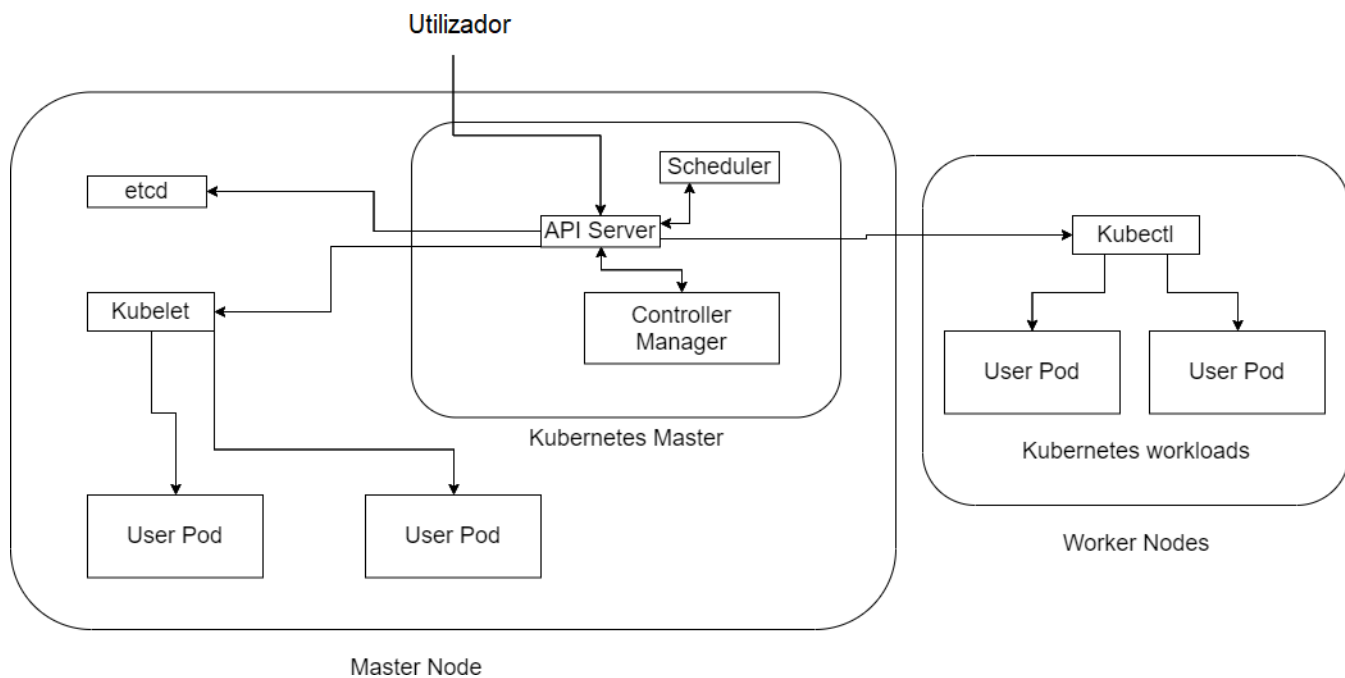 Utilizador
Scheduler
etcd
API Server
Kubectl
Kubelet
Controller
Manager
User Pod
User Pod
Kubernetes Master
Kubernetes workloads
User Pod
User Pod
Worker Nodes
Master Node